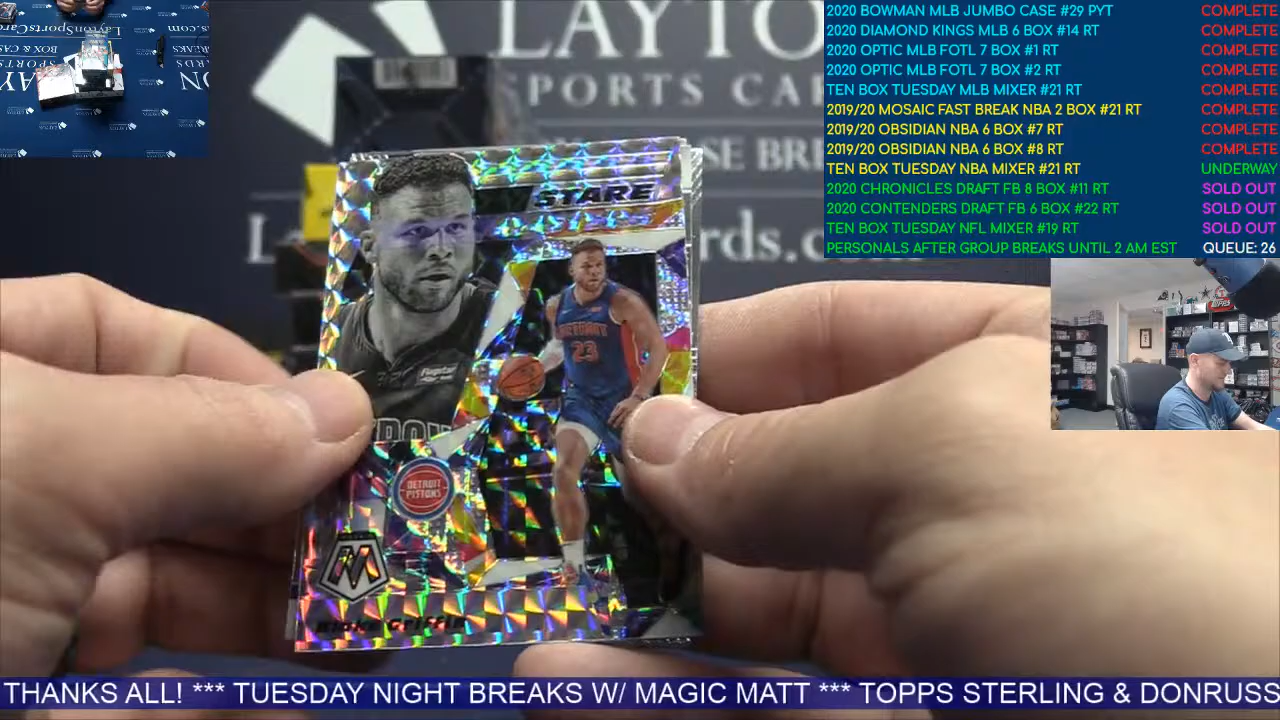 2020 BOWMAN MLB JUMBO CASE #29 PYT COMPLETE
2020 DIAMOND KINGS MLB 6 BOX #14 RT COMPLETE
2020 OPTIC MLB FOTL 7 BOX #1 RT COMPLETE
2020 OPTIC MLB FOTL 7 BOX #2 RT COMPLETE
TEN BOX TUESDAY MLB MIXER #21 RT COMPLETE
2019/20 MOSAIC FAST BREAK NBA 2 BOX #21 RT COMPLETE
2019/20 OBSIDIAN NBA 6 BOX #7 RT COMPLETE
2019/20 OBSIDIAN NBA 6 BOX #8 RT COMPLETE
TEN BOX TUESDAY NBA MIXER #21 RT UNDERWAY
2020 CHRONICLES DRAFT FB 8 BOX #11 RT SOLD OUT
2020 CONTENDERS DRAFT FB 6 BOX #22 RT SOLD OUT
TEN BOX TUESDAY NFL MIXER #19 RT SOLD OUT
PERSONALS AFTER GROUP BREAKS UNTIL 2 AM EST QUEUE: 26
LAYTO
SPORTS CA
SE BRE
L
rds.co
STARE
23
DETROIT
PISTONS
M
Blake Griffin
THANKS ALL! *** TUESDAY NIGHT BREAKS W/ MAGIC MATT *** TOPPS STERLING & DONRUSS